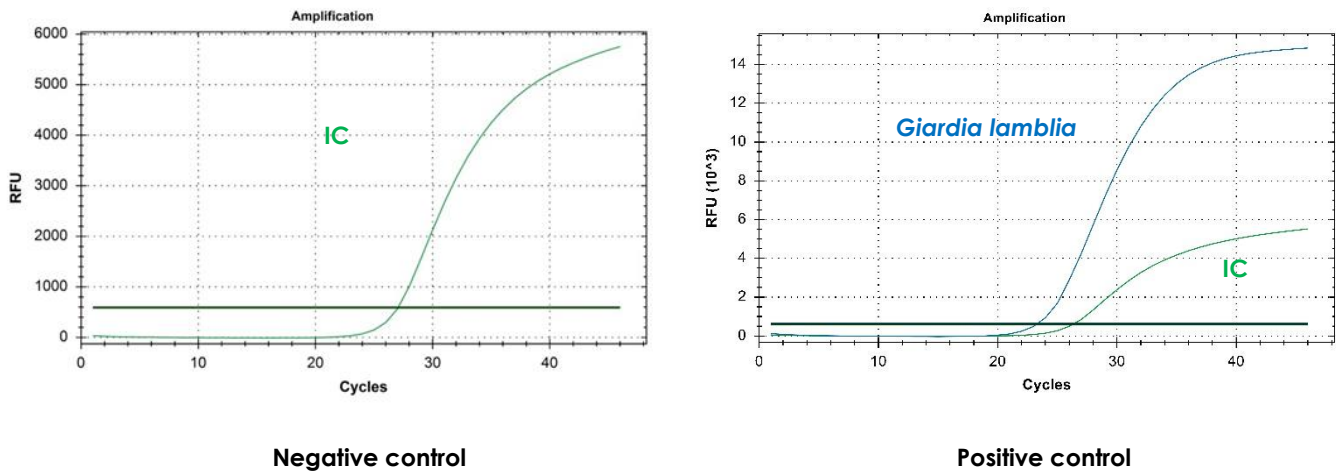 Amplification
6000
5000
4000
3000
2000
1000
0
RFU
IC
0 10 20 30 40
Cycles
Negative control
Amplification
14
12
10
8
6
4
2
0
RFU (10^3)
Giardia lamblia
IC
0 10 20 30 40
Cycles
Positive control